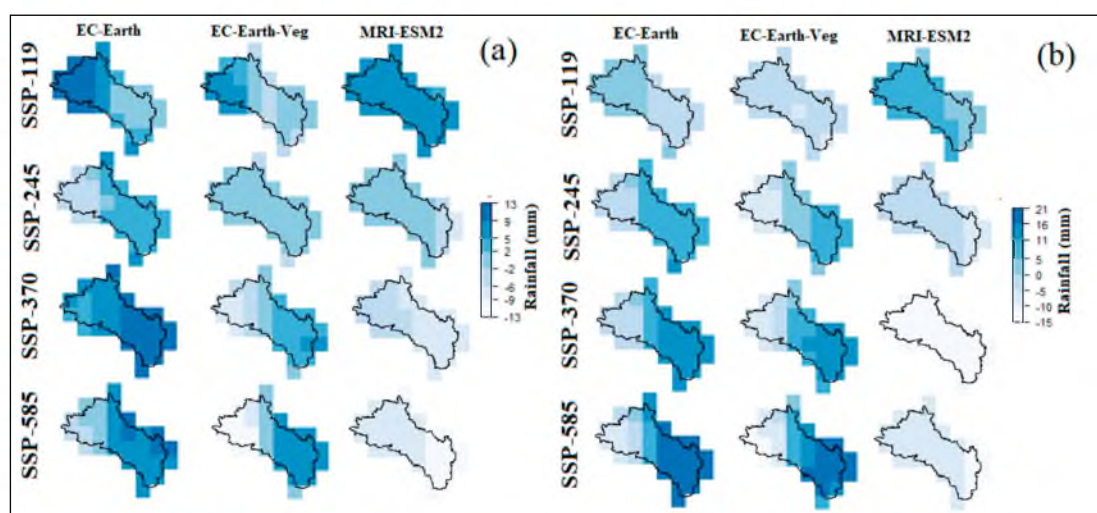 EC-Earth EC-Earth-Veg MRI-ESM2 (a)
SSP-119
SSP-245
SSP-370
SSP-585
13
9
5
2
-2
-6
-9
-13
Rainfall (mm)
EC-Earth EC-Earth-Veg MRI-ESM2 (b)
SSP-119
SSP-245
SSP-370
SSP-585
21
16
11
5
0
-5
-10
-15
Rainfall (mm)